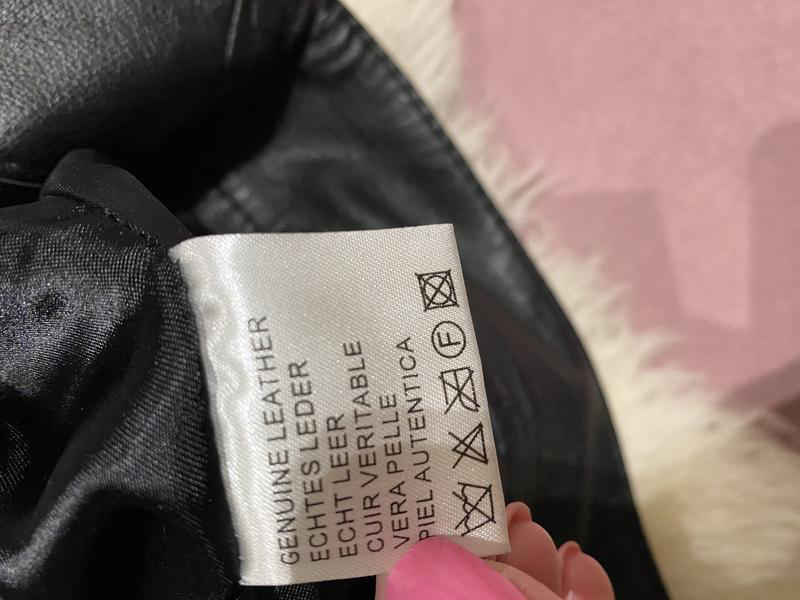 GENUINE LEATHER
ECHTES LEDER
ECHT LEER
CUIR VERITABLE
VERA PELLE
PIEL AUTENTICA
F